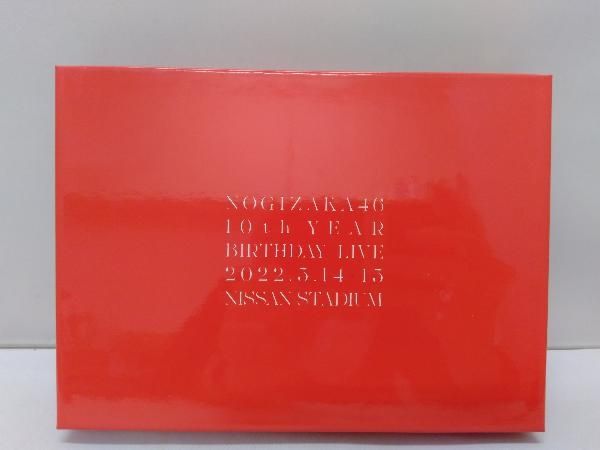 NOGIZAKA46
10th YEAR
BIRTHDAY LIVE
2022.5.14-15
NISSAN STADIUM